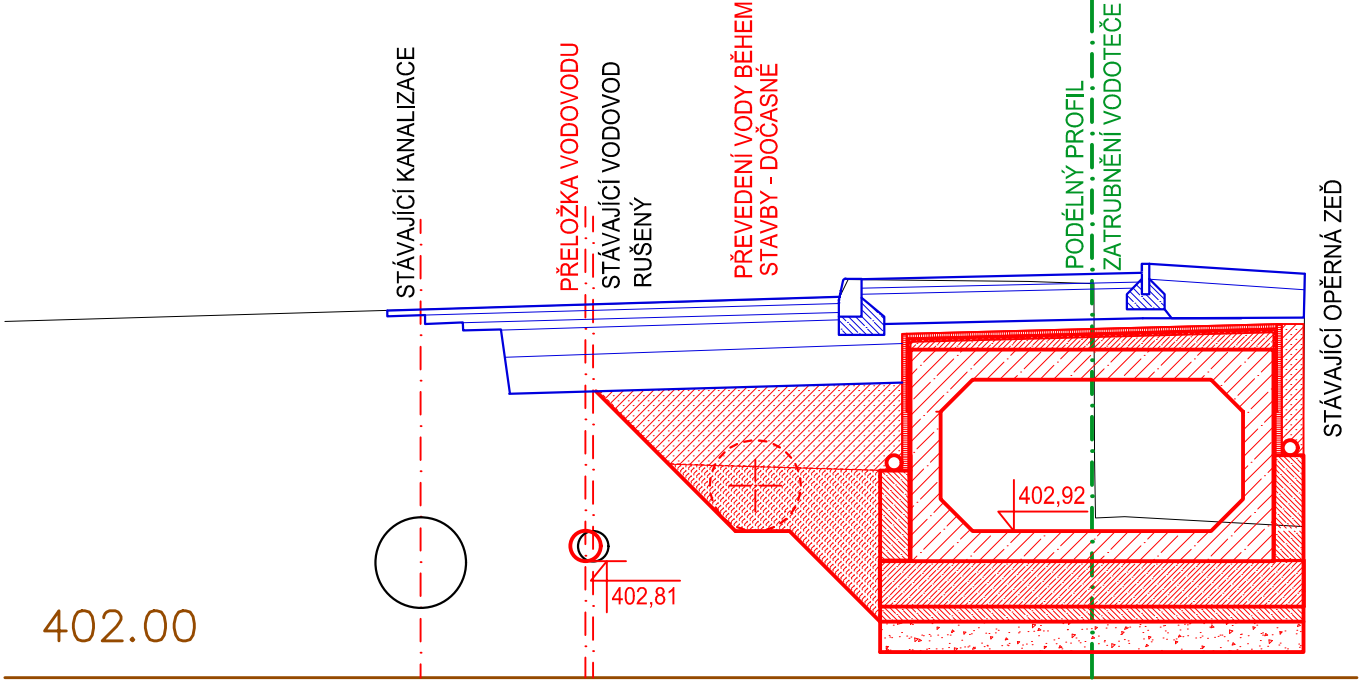 STÁVAJÍCÍ KANALIZACE
PŘELOŽKA VODOVODU
STÁVAJÍCÍ VODOVOD
RUŠENÝ
PŘEVEDENÍ VODY BĚHEM
STAVBY - DOČASNÉ
PODÉLNÝ PROFIL
ZATRUBNĚNÍ VODOTEČE
STÁVAJÍCÍ OPĚRNÁ ZEĎ
402,92
402,81
402.00